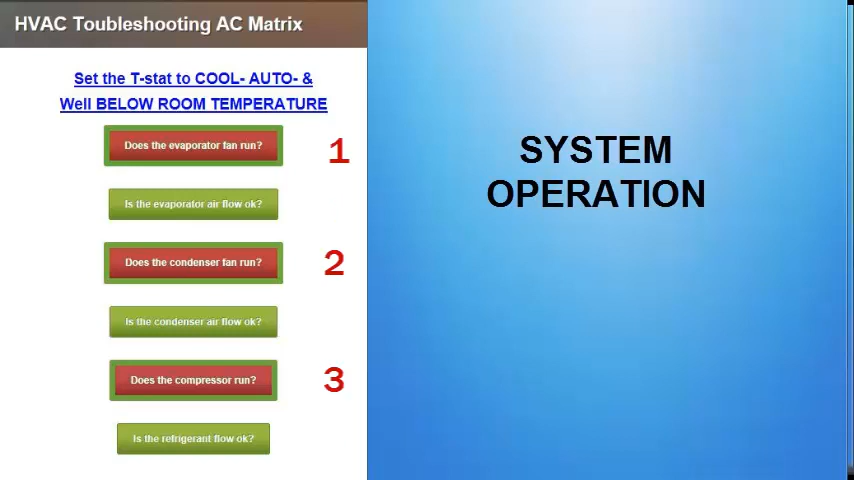 HVAC Toubleshooting AC Matrix
Set the T-stat to COOL- AUTO- &
Well BELOW ROOM TEMPERATURE
Does the evaporator fan run?
1
Is the evaporator air flow ok?
Does the condenser fan run?
2
Is the condenser air flow ok?
Does the compressor run?
3
Is the refrigerant flow ok?
SYSTEM
OPERATION